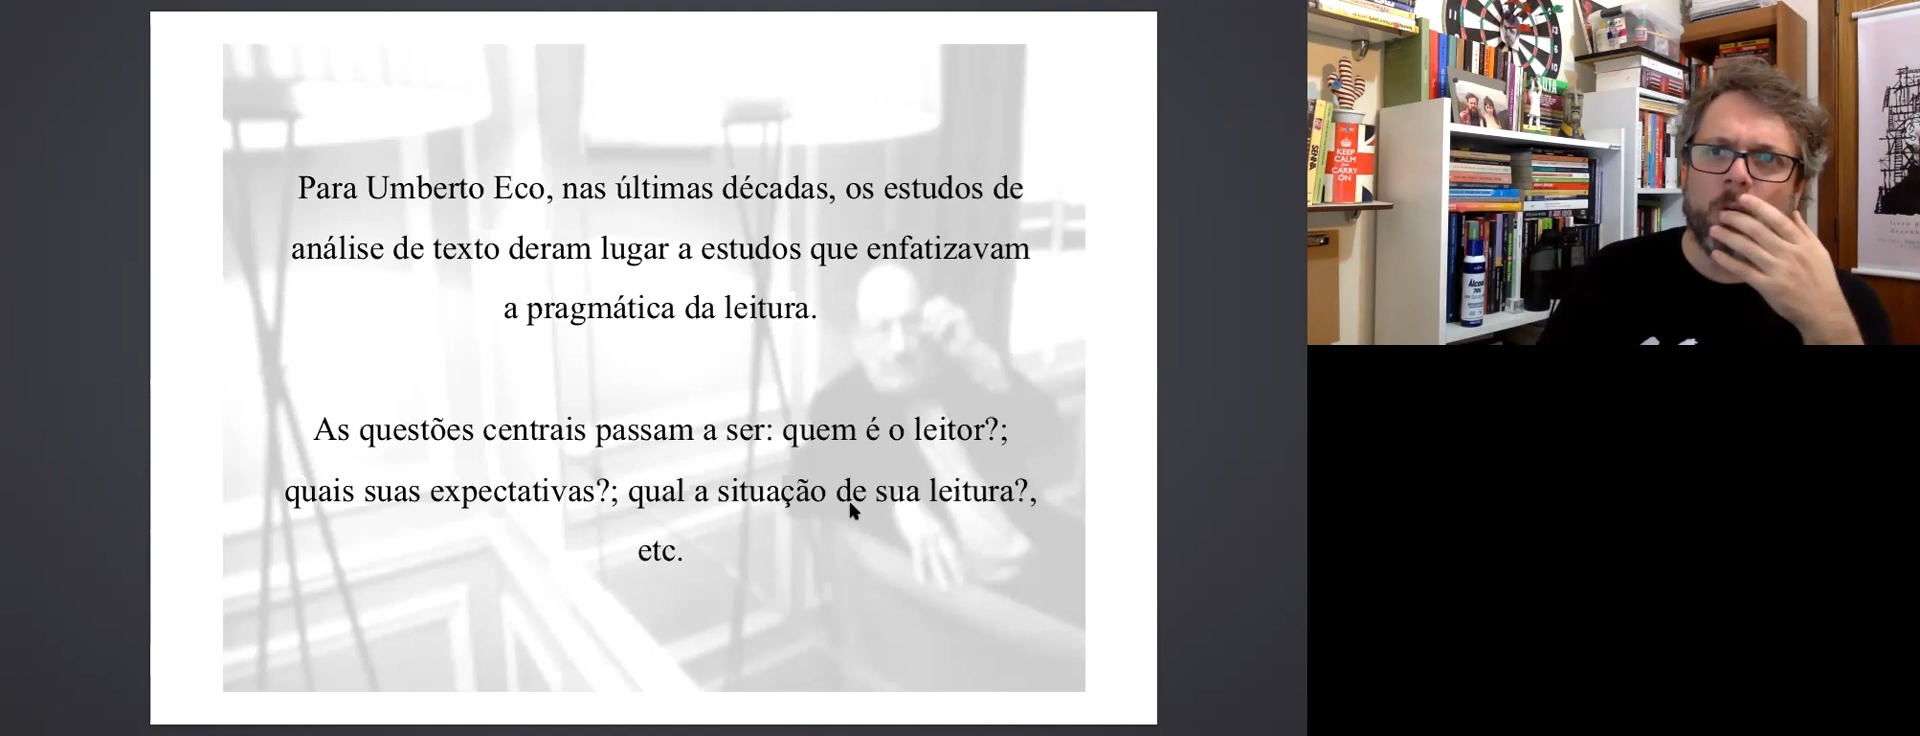 Para Umberto Eco, nas últimas décadas, os estudos de
análise de texto deram lugar a estudos que enfatizavam
a pragmática da leitura.
As questões centrais passam a ser: quem é o leitor?;
quais suas expectativas?; qual a situação de sua leitura?,
etc.
KEEP
CALM
CARRY
ON
SENNA
Álcool